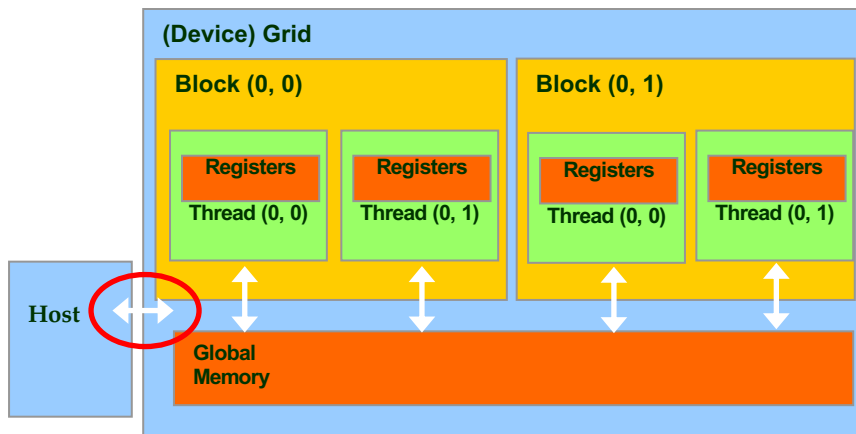 (Device) Grid
Block (0, 0)
Block (0, 1)
Registers
Thread (0, 0)
Registers
Thread (0, 1)
Registers
Thread (0, 0)
Registers
Thread (0, 1)
Host
Global
Memory